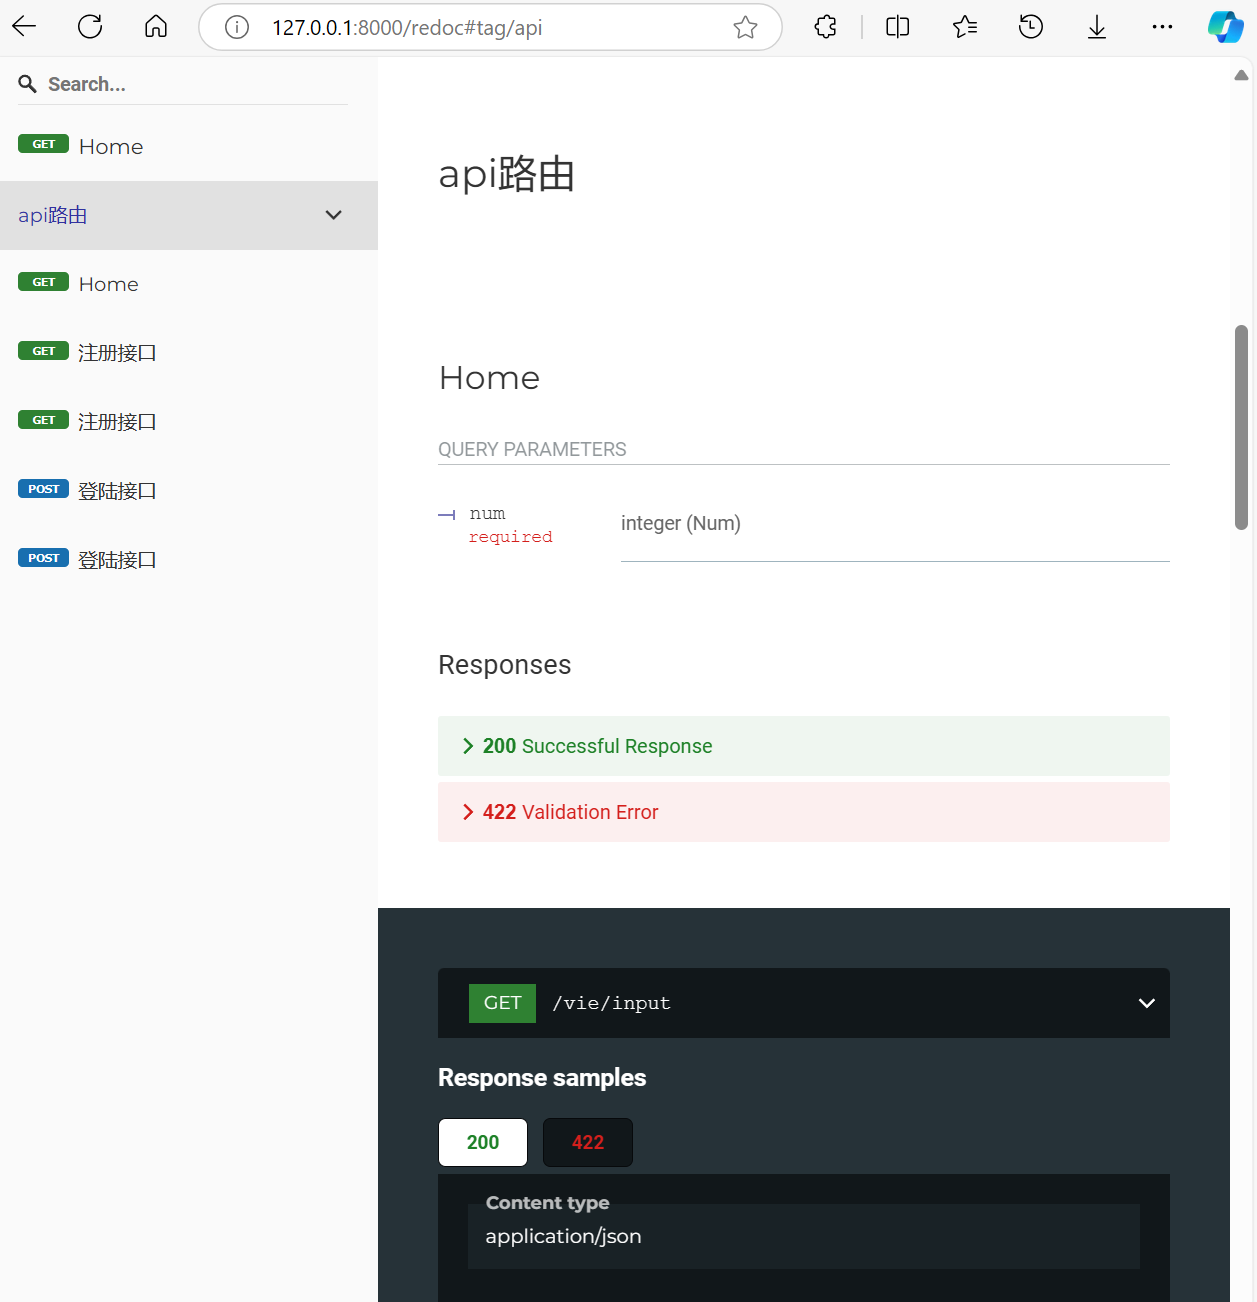 127.0.0.1:8000/redoc#tag/api
Search...
GET Home
api路由
GET Home
GET 注册接口
GET 注册接口
POST 登陆接口
POST 登陆接口
api路由
Home
QUERY PARAMETERS
num
required
integer (Num)
Responses
200 Successful Response
422 Validation Error
GET /vie/input
Response samples
200 422
Content type
application/json